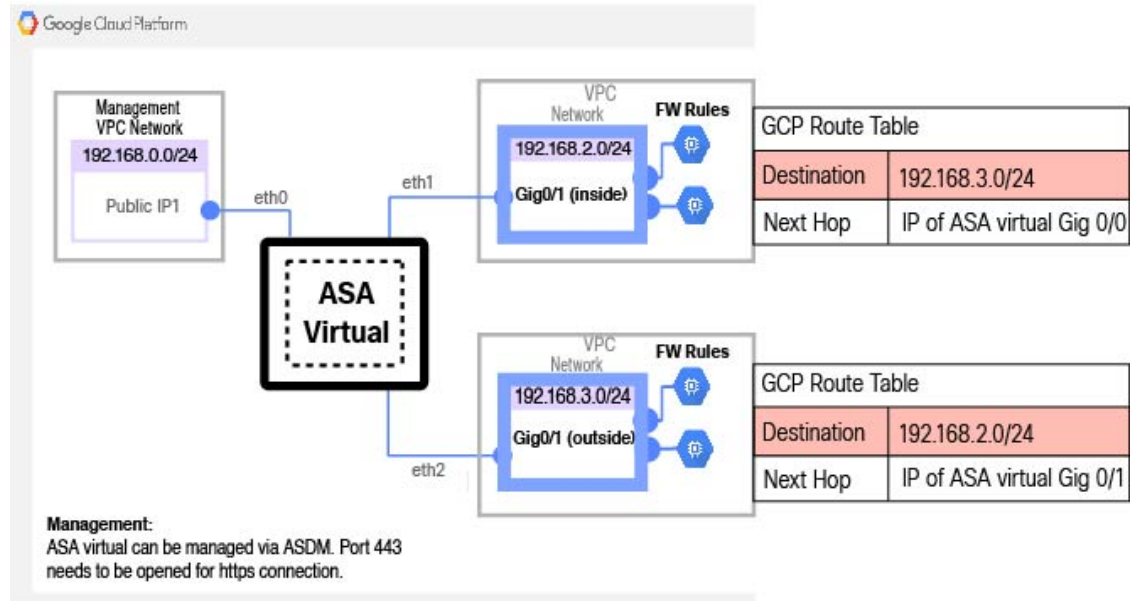 Google Cloud Platform
Management
VPC Network
192.168.0.0/24
Public IP1
eth0
eth1
ASA
Virtual
eth2
VPC
Network
FW Rules
192.168.2.0/24
Gig0/1 (inside)
GCP Route Table
Destination 192.168.3.0/24
Next Hop IP of ASA virtual Gig 0/0
VPC
Network
FW Rules
192.168.3.0/24
Gig0/1 (outside)
GCP Route Table
Destination 192.168.2.0/24
Next Hop IP of ASA virtual Gig 0/1
Management:
ASA virtual can be managed via ASDM. Port 443
needs to be opened for https connection.